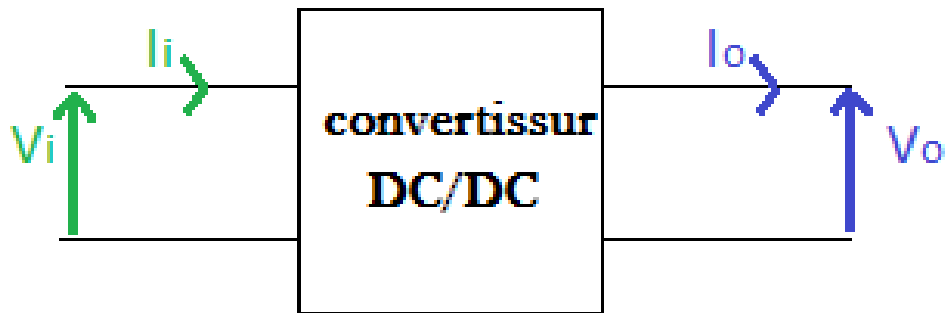 Ii
Io
Vi
convertissur
DC/DC
Vo